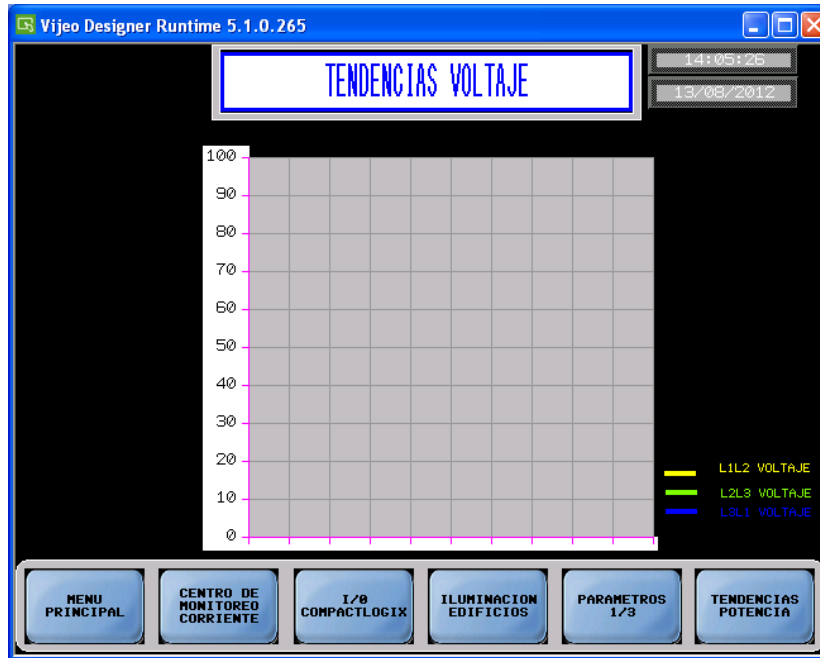 Vijeo Designer Runtime 5.1.0.265
TENDENCIAS VOLTAJE
14:05:26
13/08/2012
100
90
80
70
60
50
40
30
20
10
0
L1L2 VOLTAJE
L2L3 VOLTAJE
L3L1 VOLTAJE
MENU
PRINCIPAL
CENTRO DE
MONITOREO
CORRIENTE
I/O
COMPACTLOGIX
ILUMINACION
EDIFICIOS
PARAMETROS
1/3
TENDENCIAS
POTENCIA